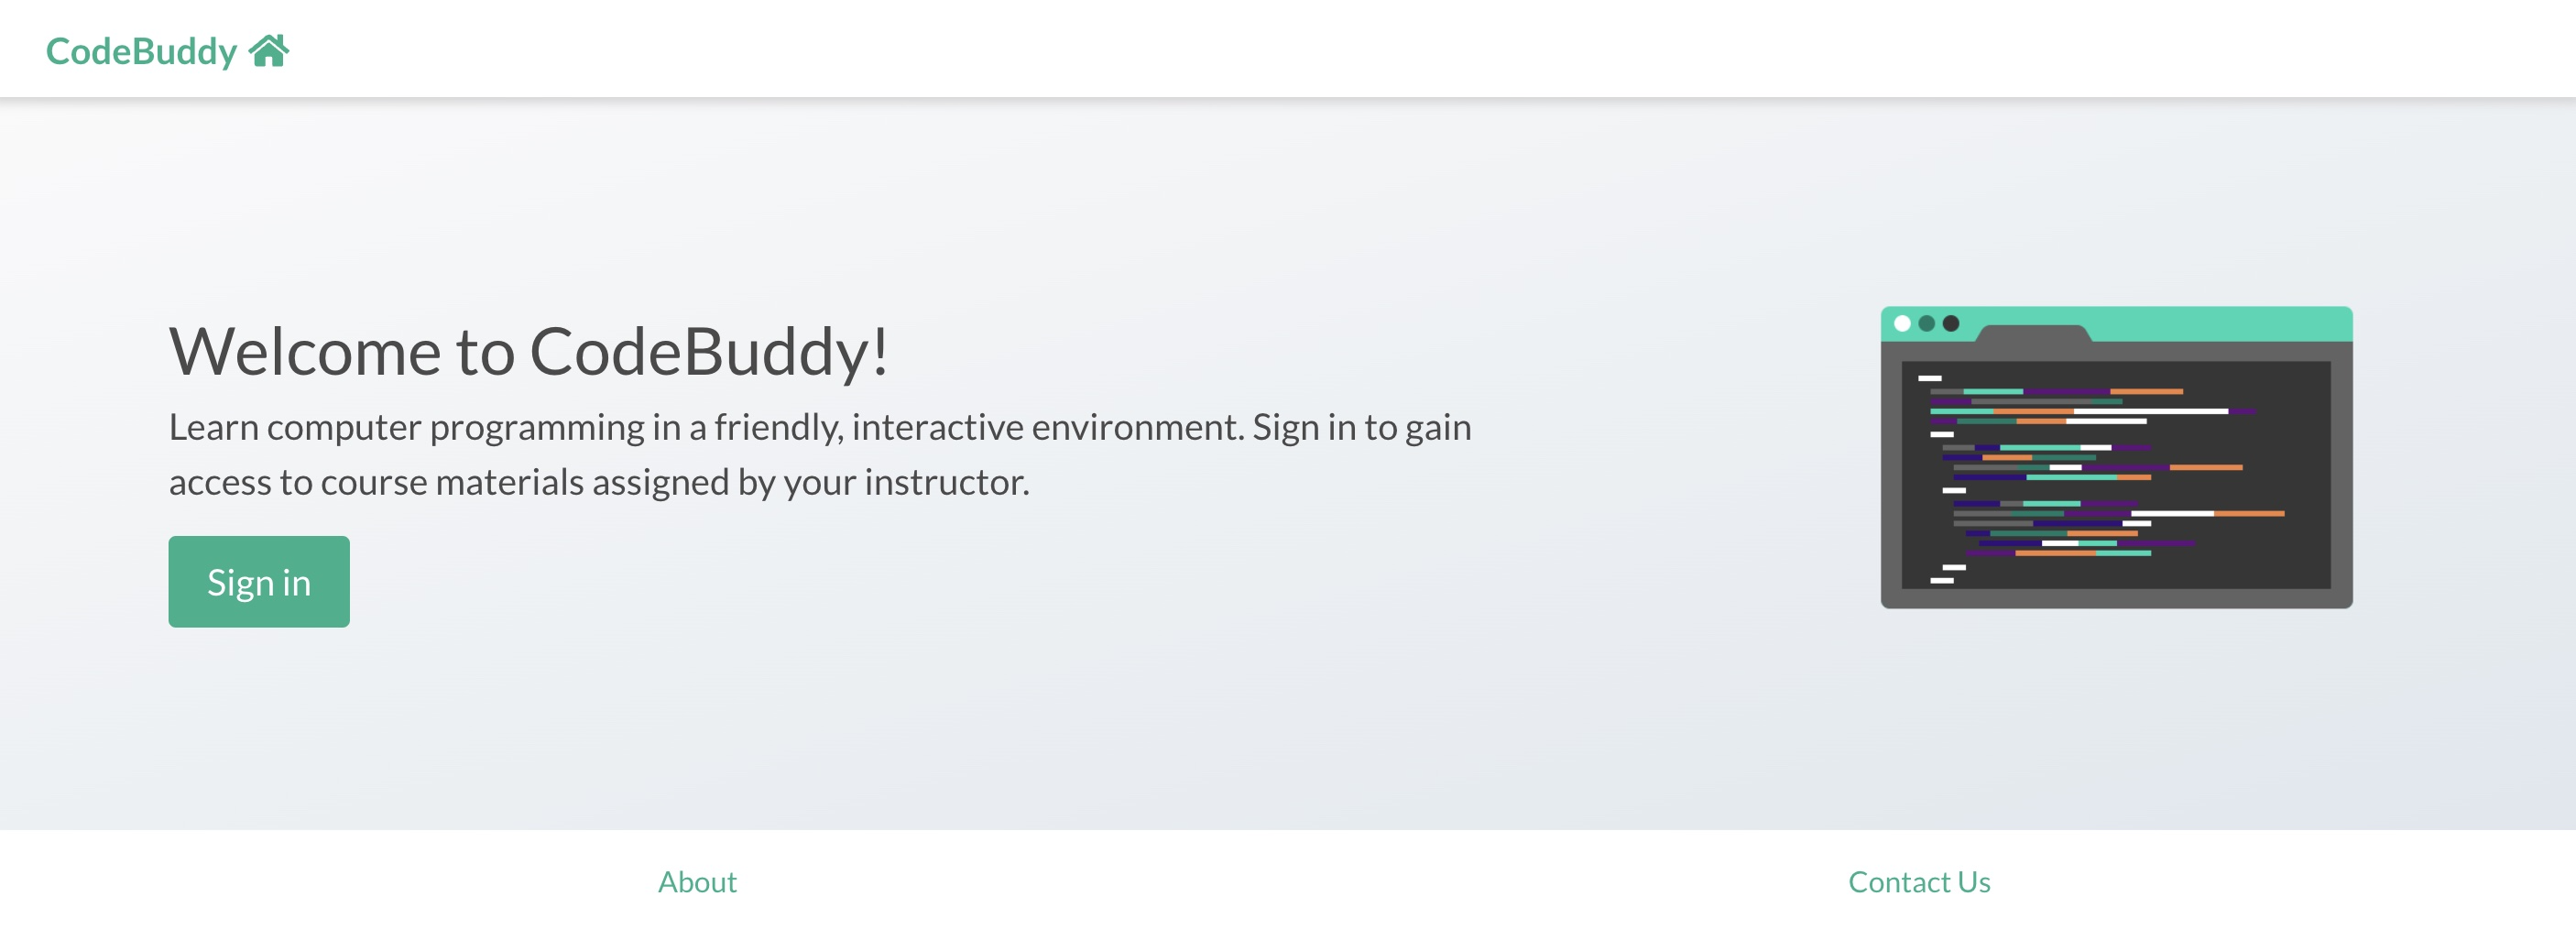 CodeBuddy
Welcome to CodeBuddy!
Learn computer programming in a friendly, interactive environment. Sign in to gain
access to course materials assigned by your instructor.
Sign in
About
Contact Us